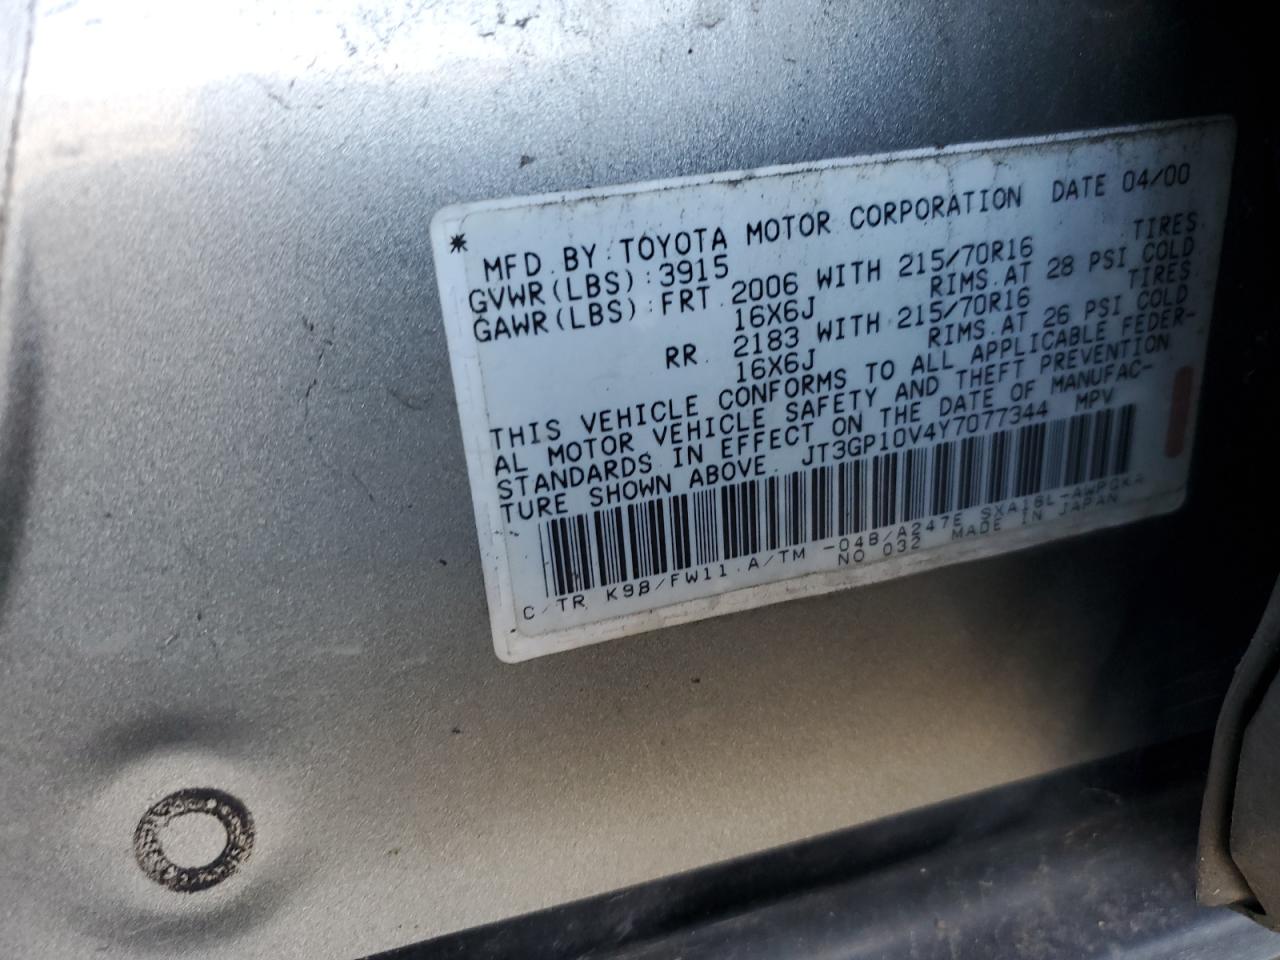 * MFD. BY: TOYOTA MOTOR CORPORATION DATE 04/00
GVWR(LBS): 3915
GAWR(LBS): FRT. 2006 WITH 215/70R16 TIRES.
16X6J RIMS. AT 28 PSI COLD
RR. 2183 WITH 215/70R16 TIRES.
16X6J RIMS. AT 26 PSI COLD
THIS VEHICLE CONFORMS TO ALL APPLICABLE FEDER-
AL MOTOR VEHICLE SAFETY AND THEFT PREVENTION
STANDARDS IN EFFECT ON THE DATE OF MANUFAC-
TURE SHOWN ABOVE. JT3GP10V4Y7077344 MPV
C/TR K9B/FW11 A/TM -04B/A247E SXA16L-AWPGKA
NO 032 MADE IN JAPAN